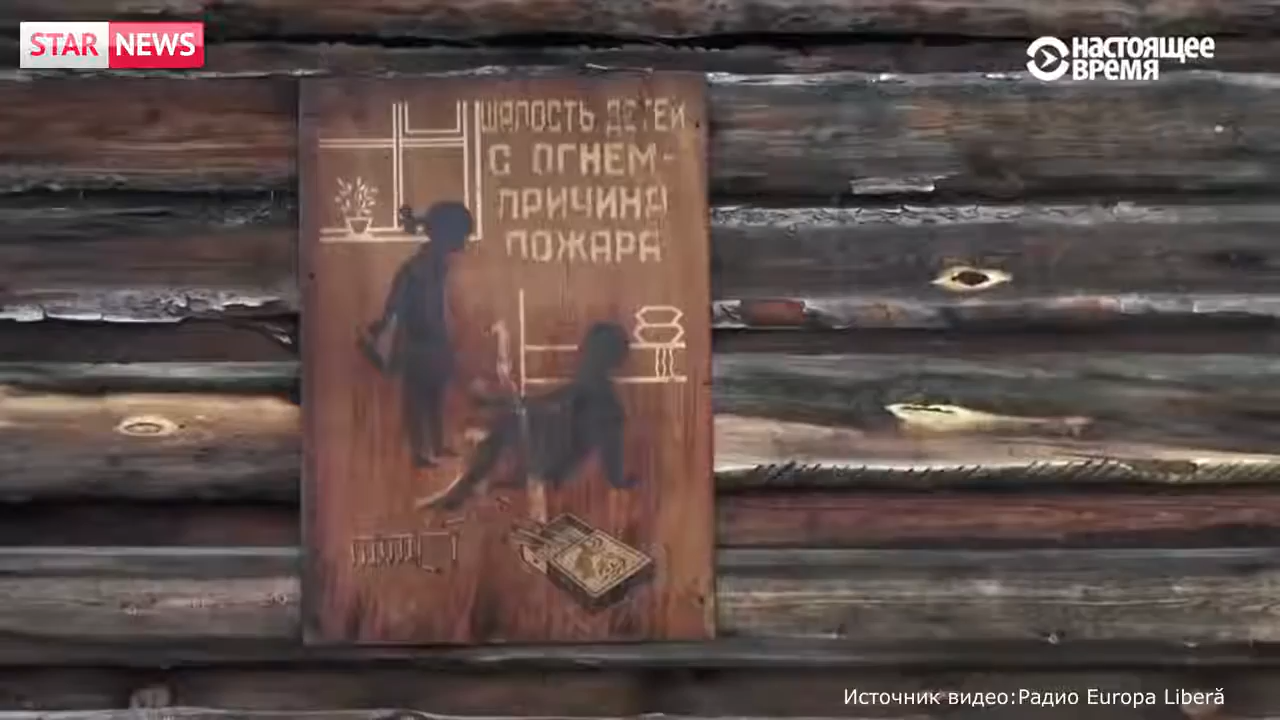 STAR NEWS
НАСТОЯЩЕЕ
ВРЕМЯ
ШАЛОСТЬ ДЕТЕЙ
С ОГНЕМ-
ПРИЧИНА
ПОЖАРА
Источник видео:Радио Europa Liberă